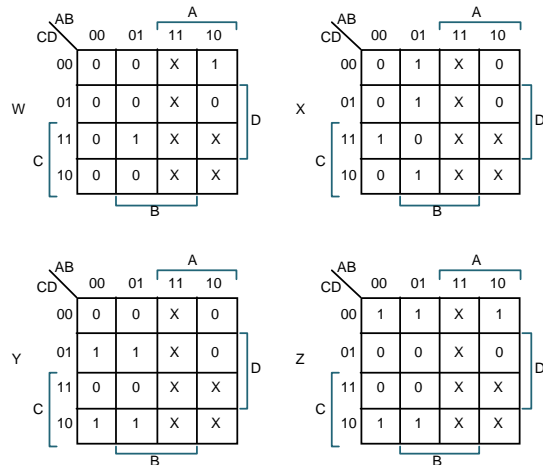 AB A AB A
CD 00 01 11 10 CD 00 01 11 10
00 0 0 X 1 00 0 1 X 0
W 01 0 0 X 0 D X 01 0 1 X 0 D
C 11 0 1 X X C 11 1 0 X X
10 0 0 X X 10 0 1 X X
B B
AB A AB A
CD 00 01 11 10 CD 00 01 11 10
00 0 0 X 0 00 1 1 X 1
Y 01 1 1 X 0 D Z 01 0 0 X 0 D
C 11 0 0 X X C 11 0 0 X X
10 1 1 X X 10 1 1 X X
B B